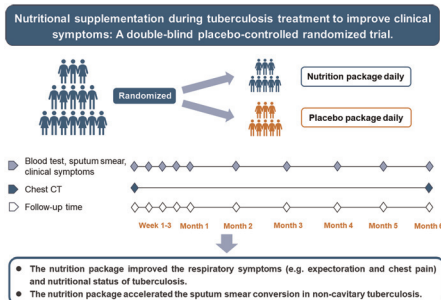 Nutritional supplementation during tuberculosis treatment to improve clinical
symptoms: A double-blind placebo-controlled randomized trial.
Randomized
Nutrition package daily
Placebo package daily
Blood test, sputum smear,
clinical symptoms
Chest CT
Follow-up time
Week 1-3 Month 1 Month 2 Month 3 Month 4 Month 5 Month 6
● The nutrition package improved the respiratory symptoms (e.g. expectoration and chest pain)
and nutritional status of tuberculosis.
● The nutrition package accelerated the sputum smear conversion in non-cavitary tuberculosis.